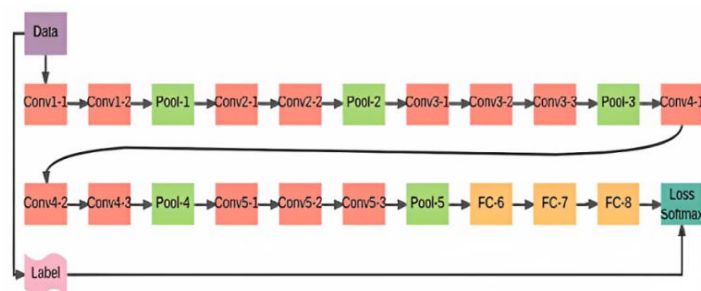 Data
Conv1-1 Conv1-2 Pool-1 Conv2-1 Conv2-2 Pool-2 Conv3-1 Conv3-2 Conv3-3 Pool-3 Conv4-1
Conv4-2 Conv4-3 Pool-4 Conv5-1 Conv5-2 Conv5-3 Pool-5 FC-6 FC-7 FC-8 Loss
Softmax
Label